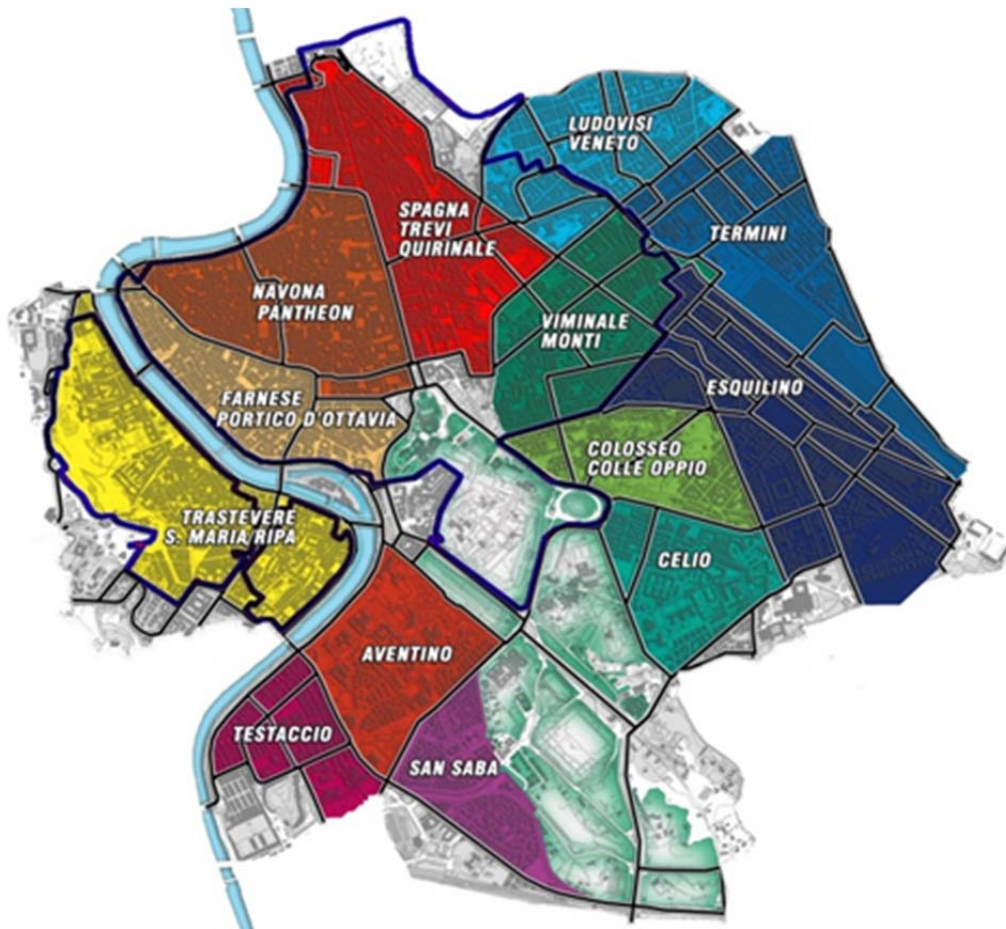 LUDOVISI
VENETO
SPAGNA
TREVI
QUIRINALE
TERMINI
NAVONA
PANTHEON
VIMINALE
MONTI
ESQUILINO
FARNESE
PORTICO D'OTTAVIA
COLOSSEO
COLLE OPPIO
TRASTEVERE
S. MARIA/RIPA
CELIO
AVENTINO
TESTACCIO
SAN SABA